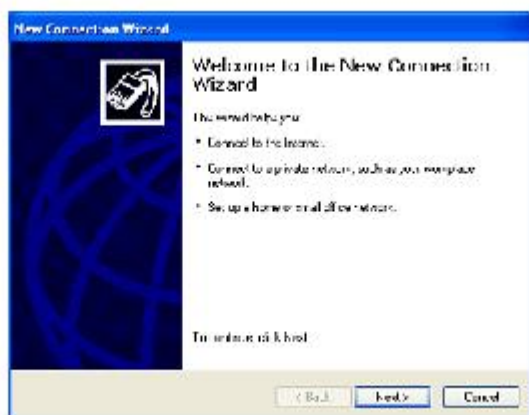 New Connection Wizard
Welcome to the New Connection
Wizard
This wizard helps you:
* Connect to the Internet.
* Connect to a private network, such as your workplace
network.
* Set up a home or small office network.
To continue, click Next.
< Back
Next >
Cancel